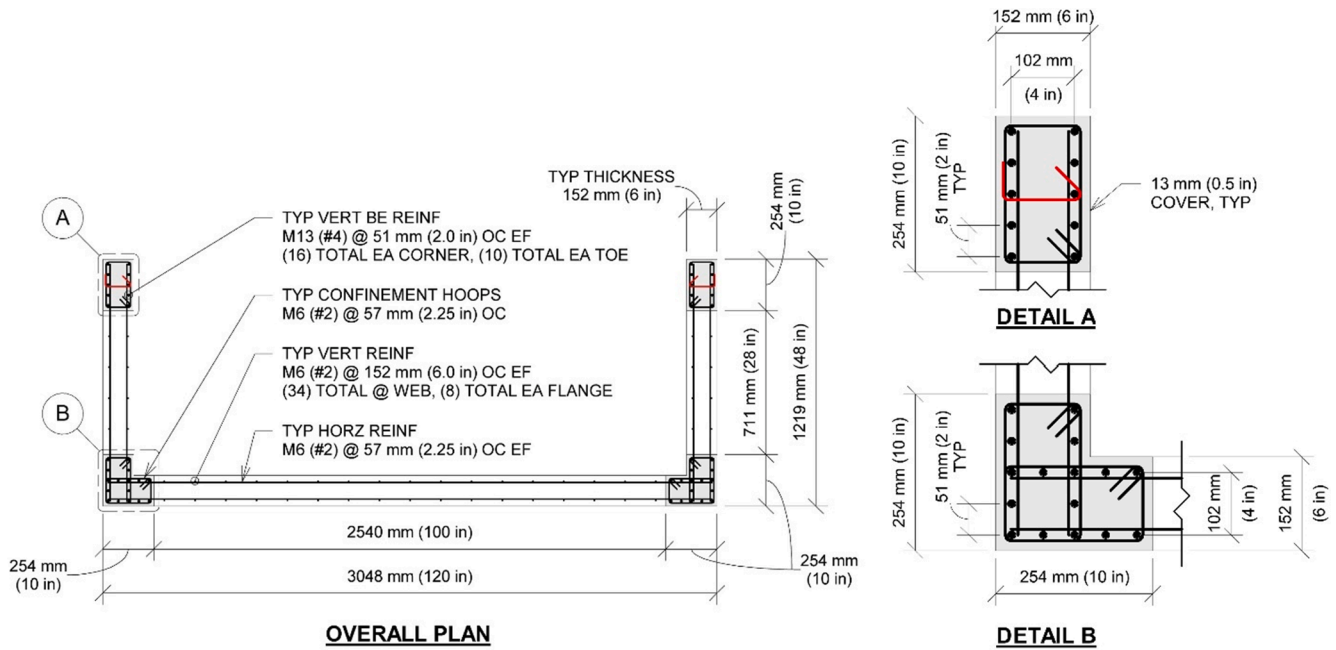 A
TYP VERT BE REINF
M13 (#4) @ 51 mm (2.0 in) OC EF
(16) TOTAL EA CORNER, (10) TOTAL EA TOE
TYP CONFINEMENT HOOPS
M6 (#2) @ 57 mm (2.25 in) OC
TYP VERT REINF
M6 (#2) @ 152 mm (6.0 in) OC EF
(34) TOTAL @ WEB, (8) TOTAL EA FLANGE
B
TYP HORZ REINF
M6 (#2) @ 57 mm (2.25 in) OC EF
TYP THICKNESS
152 mm (6 in)
254 mm
(10 in)
711 mm (28 in)
1219 mm (48 in)
2540 mm (100 in)
254 mm
(10 in)
254 mm
(10 in)
3048 mm (120 in)
OVERALL PLAN
152 mm (6 in)
102 mm
(4 in)
254 mm (10 in)
51 mm (2 in)
TYP
13 mm (0.5 in)
COVER, TYP
DETAIL A
254 mm (10 in)
51 mm (2 in)
TYP
102 mm
(4 in)
152 mm
(6 in)
254 mm (10 in)
DETAIL B